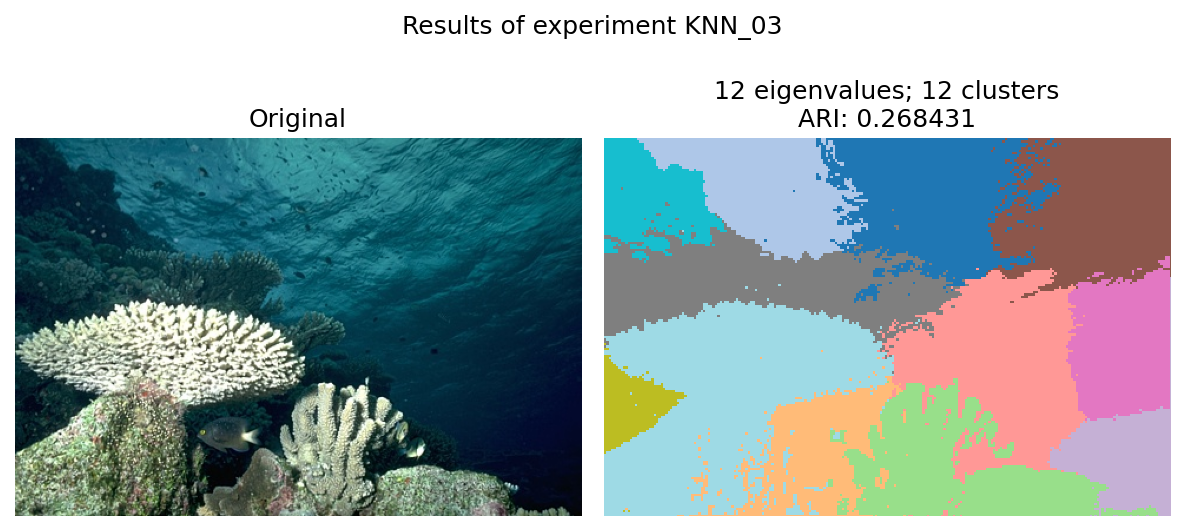 Results of experiment KNN_03
Original
12 eigenvalues; 12 clusters
ARI: 0.268431